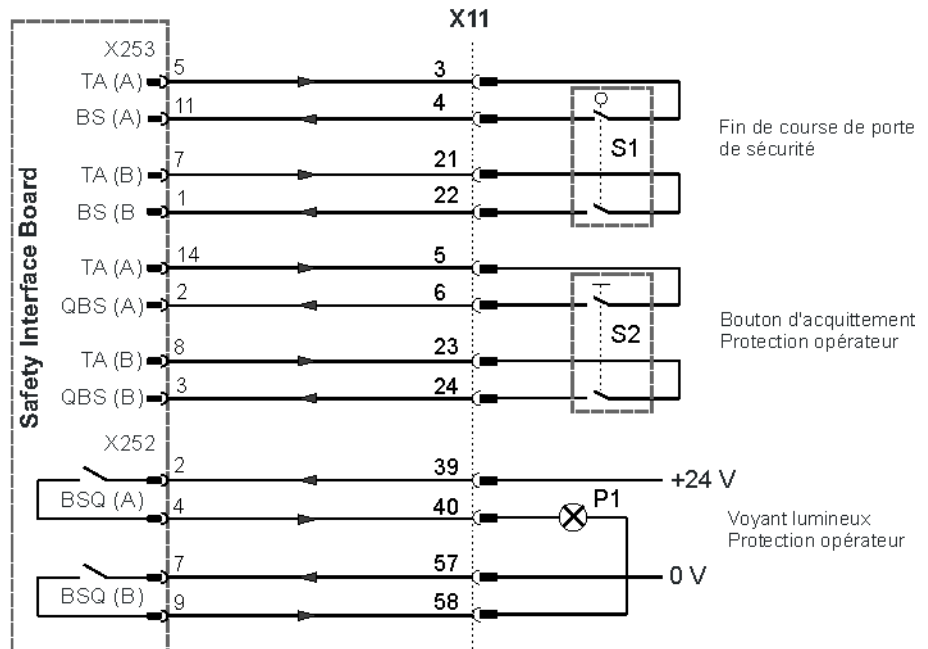 X11
X253
TA (A) 5 3
BS (A) 11 4
S1
Fin de course de porte
de sécurité
TA (B) 7 21
BS (B 1 22
Safety Interface Board
TA (A) 14 5
QBS (A) 2 6
S2
Bouton d'acquittement
Protection opérateur
TA (B) 8 23
QBS (B) 3 24
X252
2 39 +24 V
BSQ (A)
4 40 P1
Voyant lumineux
Protection opérateur
7 57 0 V
BSQ (B)
9 58